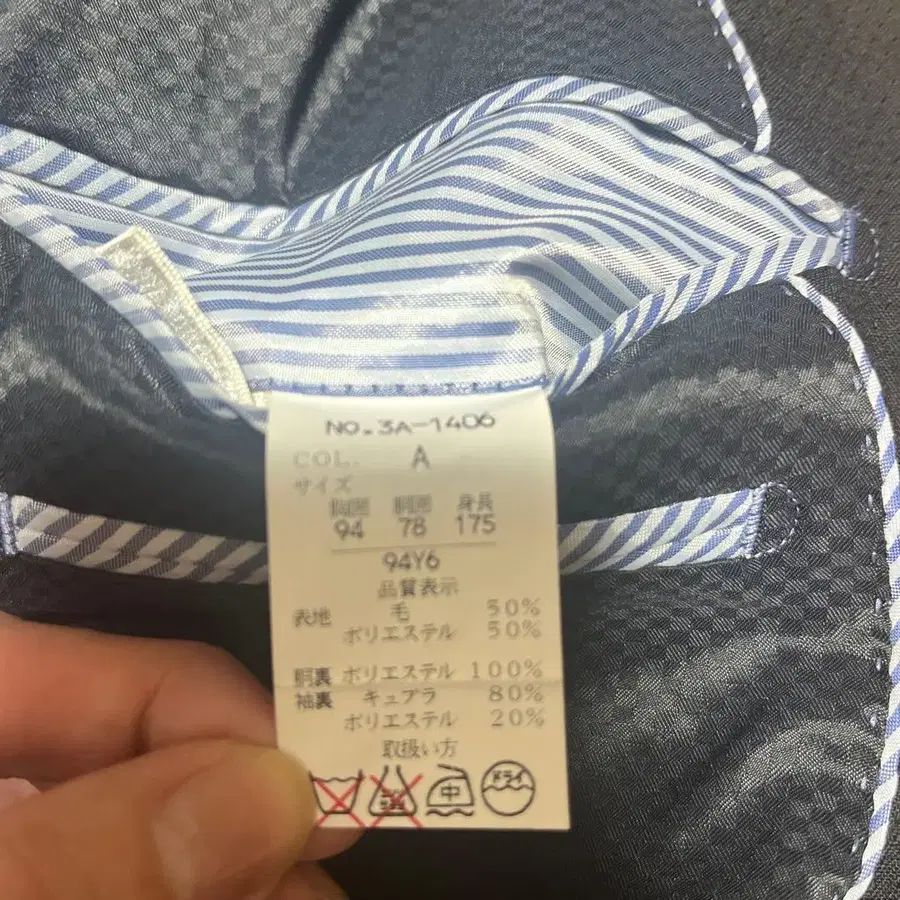 NO.3A-1406
COL. A
サイズ
胸囲 胴囲 身長
94 78 175
94Y6
品質表示
表地 毛 50%
ポリエステル 50%
胴裏 ポリエステル 100%
袖裏 キュプラ 80%
ポリエステル 20%
取扱い方
中 ドライ